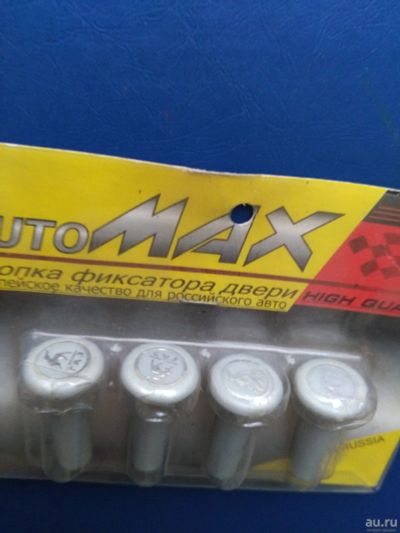 UTOMAX
опка фиксатора двери
пейское качество для российского авто
HIGH QUA
RUSSIA
au.ru